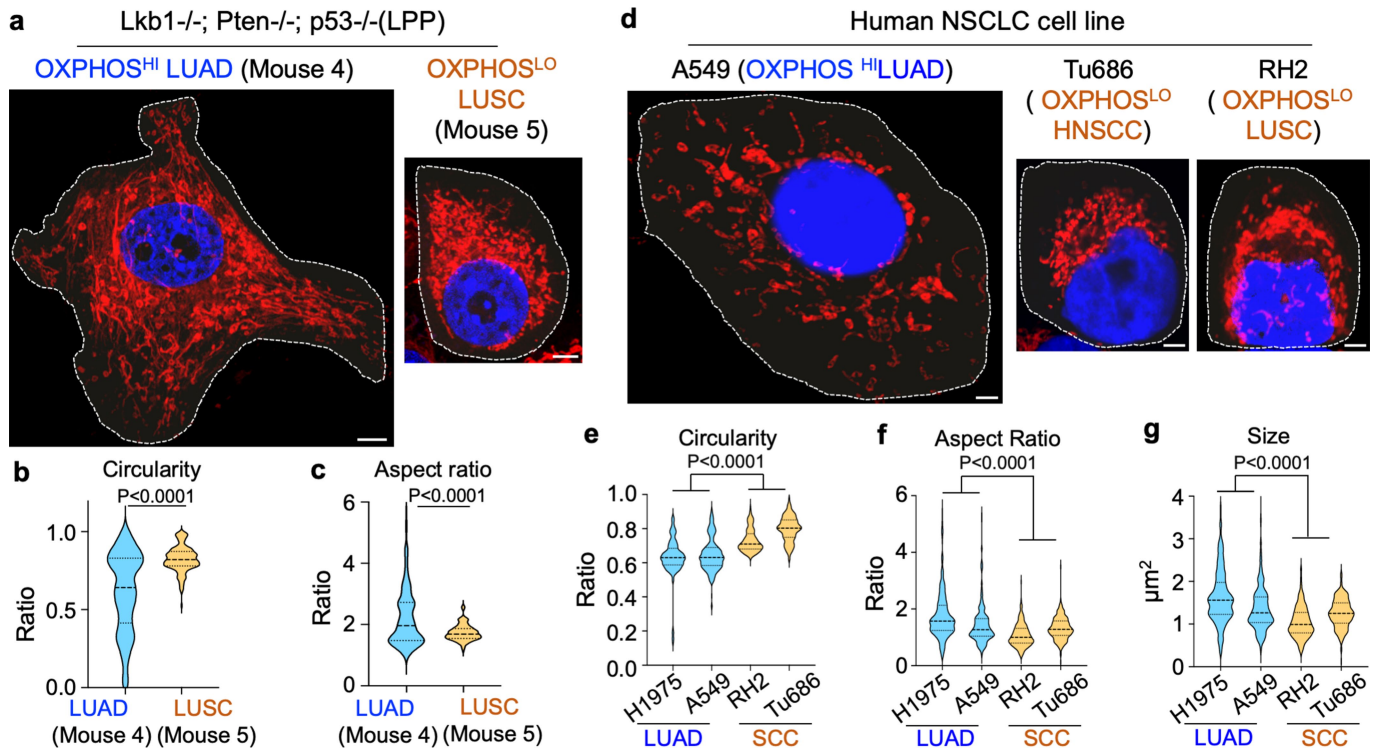 a
Lkb1-/-; Pten-/-; p53-/-(LPP)
OXPHOSHI LUAD (Mouse 4)
OXPHOSLO
LUSC
(Mouse 5)
d
Human NSCLC cell line
A549 (OXPHOS HILUAD)
Tu686
( OXPHOSLO
HNSCC)
RH2
( OXPHOSLO
LUSC)
b
Circularity
P<0.0001
Ratio
1.0
0.5
0.0
LUAD
(Mouse 4)
LUSC
(Mouse 5)
c
Aspect ratio
P<0.0001
Ratio
6
4
2
0
LUAD
(Mouse 4)
LUSC
(Mouse 5)
e
Circularity
P<0.0001
Ratio
1.0
0.8
0.6
0.4
0.2
0.0
H1975
A549
RH2
Tu686
LUAD
SCC
f
Aspect Ratio
P<0.0001
Ratio
6
4
2
0
H1975
A549
RH2
Tu686
LUAD
SCC
g
Size
P<0.0001
µm2
4
3
2
1
0
H1975
A549
RH2
Tu686
LUAD
SCC